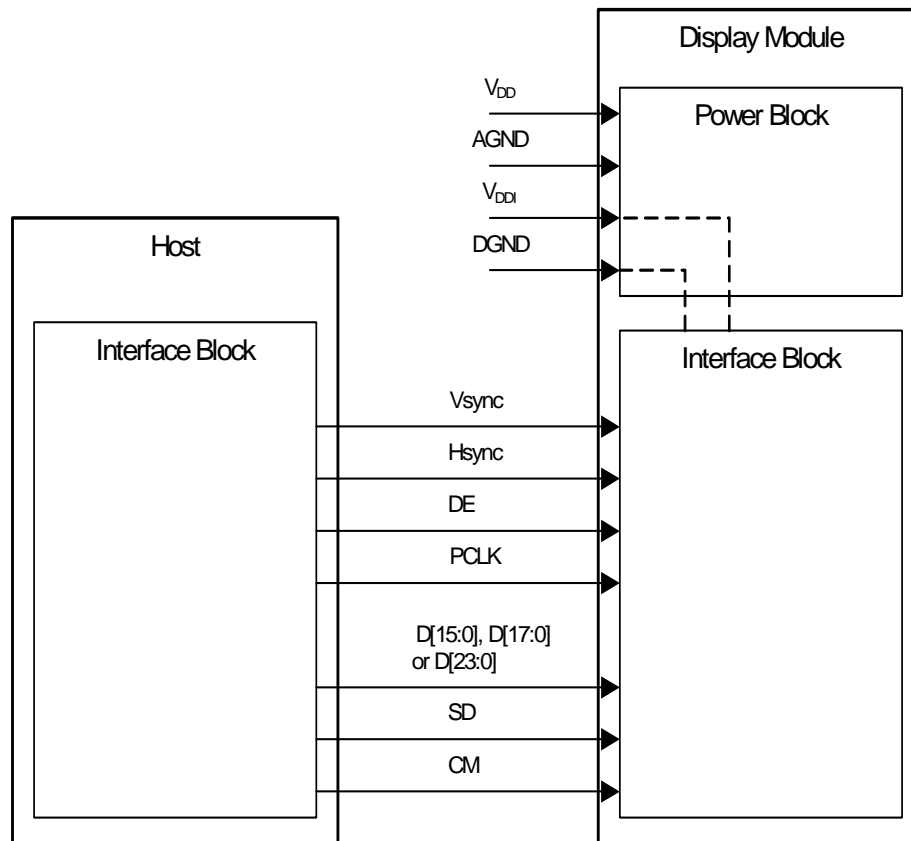 Display Module
Power Block
VDD
AGND
VDDI
DGND
Host
Interface Block
Interface Block
Vsync
Hsync
DE
PCLK
D[15:0], D[17:0]
or D[23:0]
SD
CM